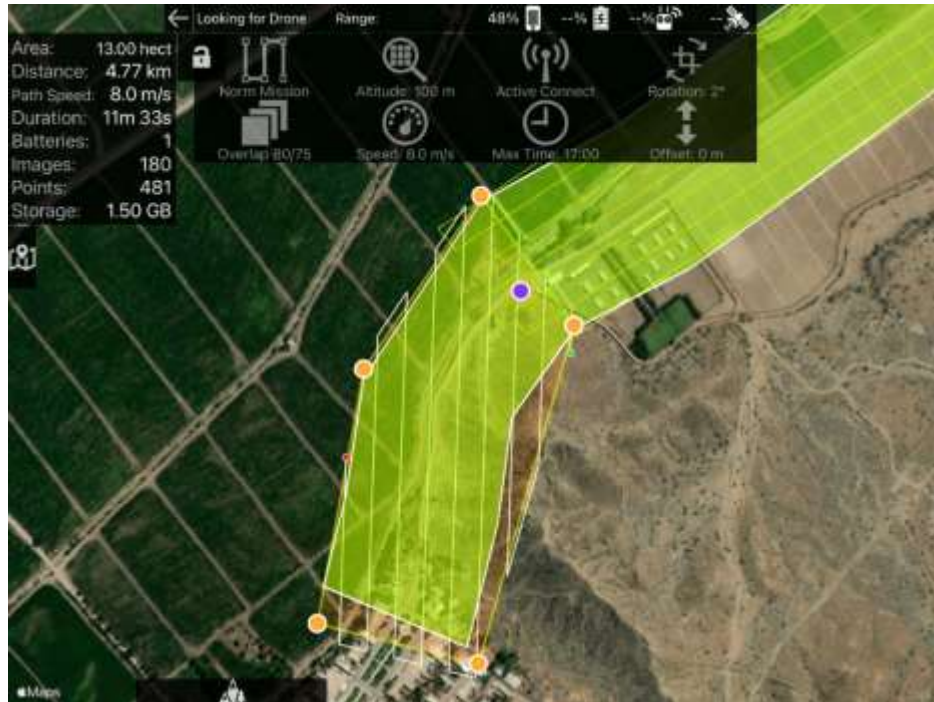 Looking for Drone Range: 48% --% --% --
Area: 13.00 hect
Distance: 4.77 km
Path Speed: 8.0 m/s
Duration: 11m 33s
Batteries: 1
Images: 180
Points: 481
Storage: 1.50 GB
Norm Mission
Altitude: 100 m
Active Connect
Rotation: 2°
Overlap 80/75
Speed: 8.0 m/s
Max Time: 17:00
Offset: 0 m
Maps